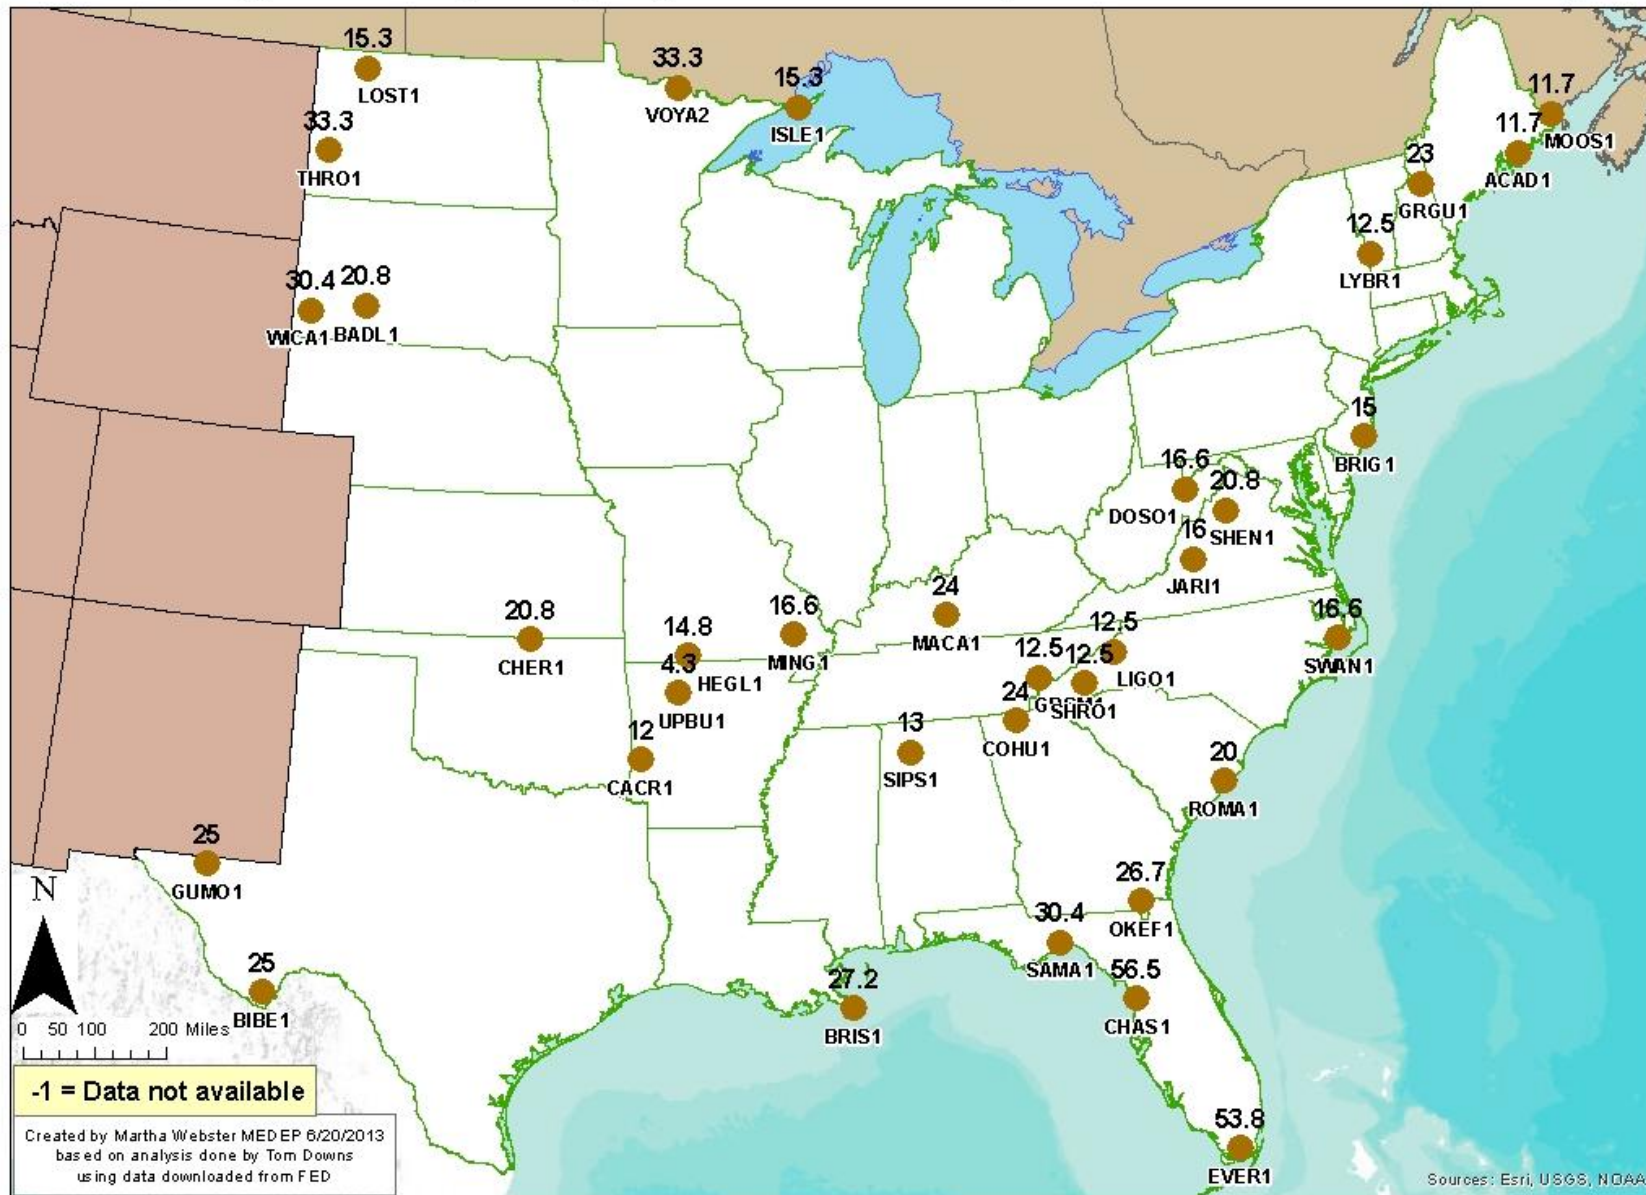 15.3
LOST1
33.3
VOYA2
15.3
ISLE1
11.7
MOOS1
11.7
ACAD1
33.3
THRO1
23
GRGU1
12.5
LYBR1
30.4
WICA1
20.8
BADL1
15
BRIG1
16.6
DOSO1
20.8
SHEN1
16
JARI1
24
MACA1
16.6
SWAN1
20.8
CHER1
14.8
HEGL1
16.6
MING1
4.3
UPBU1
12.5
LIGO1
12.5
12.5
SHRO1
24
COHU1
12
CACR1
13
SIPS1
20
ROMA1
25
GUMO1
26.7
OKEF1
30.4
SAMA1
25
BIBE1
27.2
BRIS1
56.5
CHAS1
53.8
EVER1
N
0 50 100 200 Miles
-1 = Data not available
Created by Martha Webster MEDEP 6/20/2013
based on analysis done by Tom Downs
using data downloaded from FED
Sources: Esri, USGS, NOAA